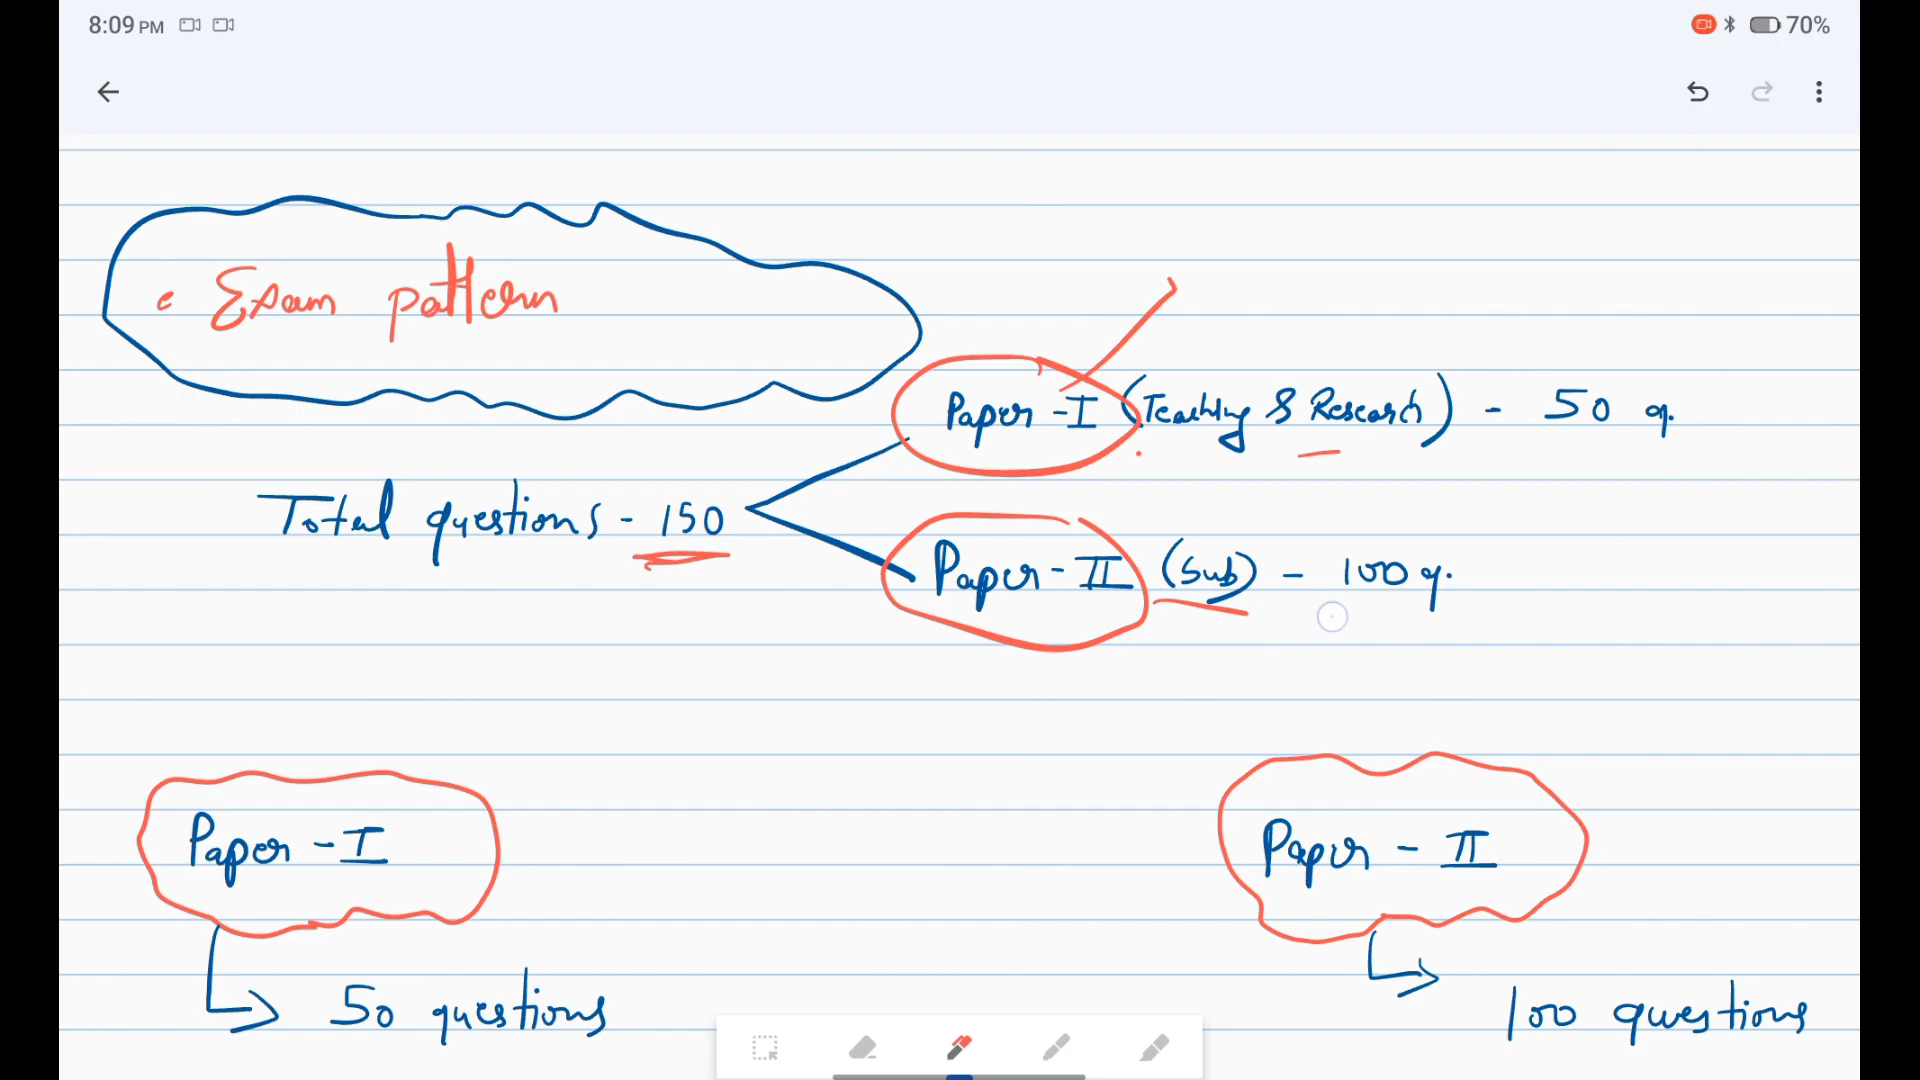 8:09 PM
70%
Exam pattern
Paper - I (Teaching & Research) - 50 q.
Total questions - 150
Paper - II (Sub) - 100 q.
Paper - I
Paper - II
50 questions
100 questions